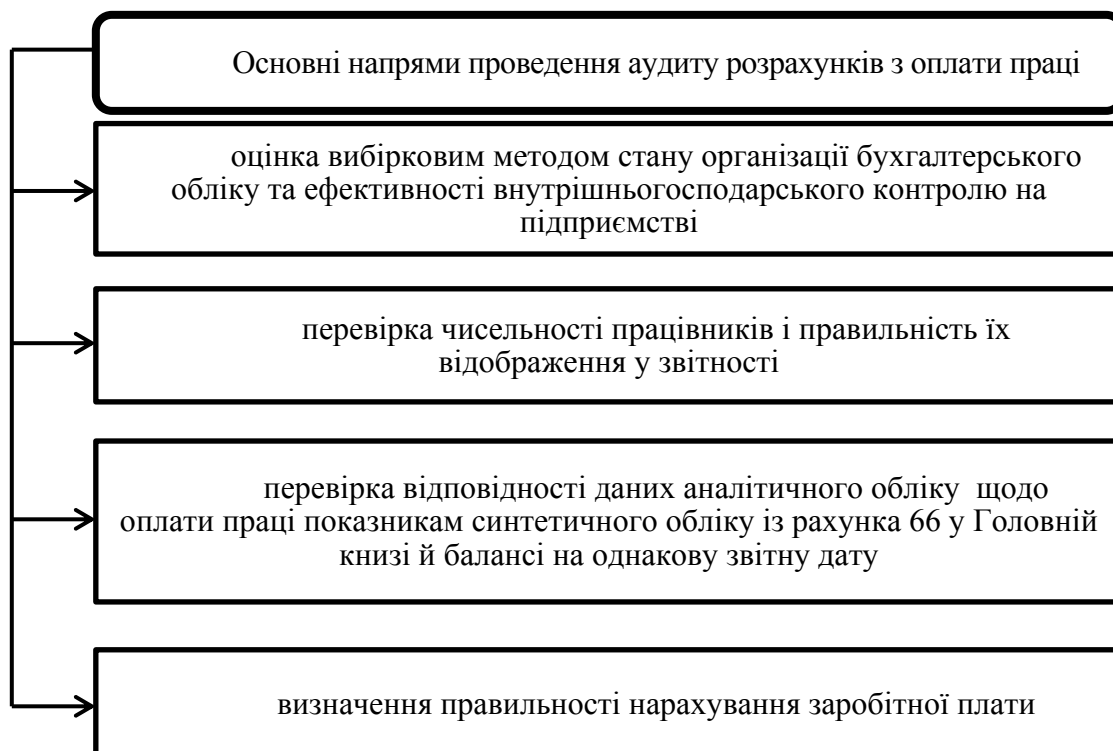 Основні напрями проведення аудиту розрахунків з оплати праці
оцінка вибірковим методом стану організації бухгалтерського
обліку та ефективності внутрішньогосподарського контролю на
підприємстві
перевірка чисельності працівників і правильність їх
відображення у звітності
перевірка відповідності даних аналітичного обліку щодо
оплати праці показникам синтетичного обліку із рахунка 66 у Головній
книзі й балансі на однакову звітну дату
визначення правильності нарахування заробітної плати